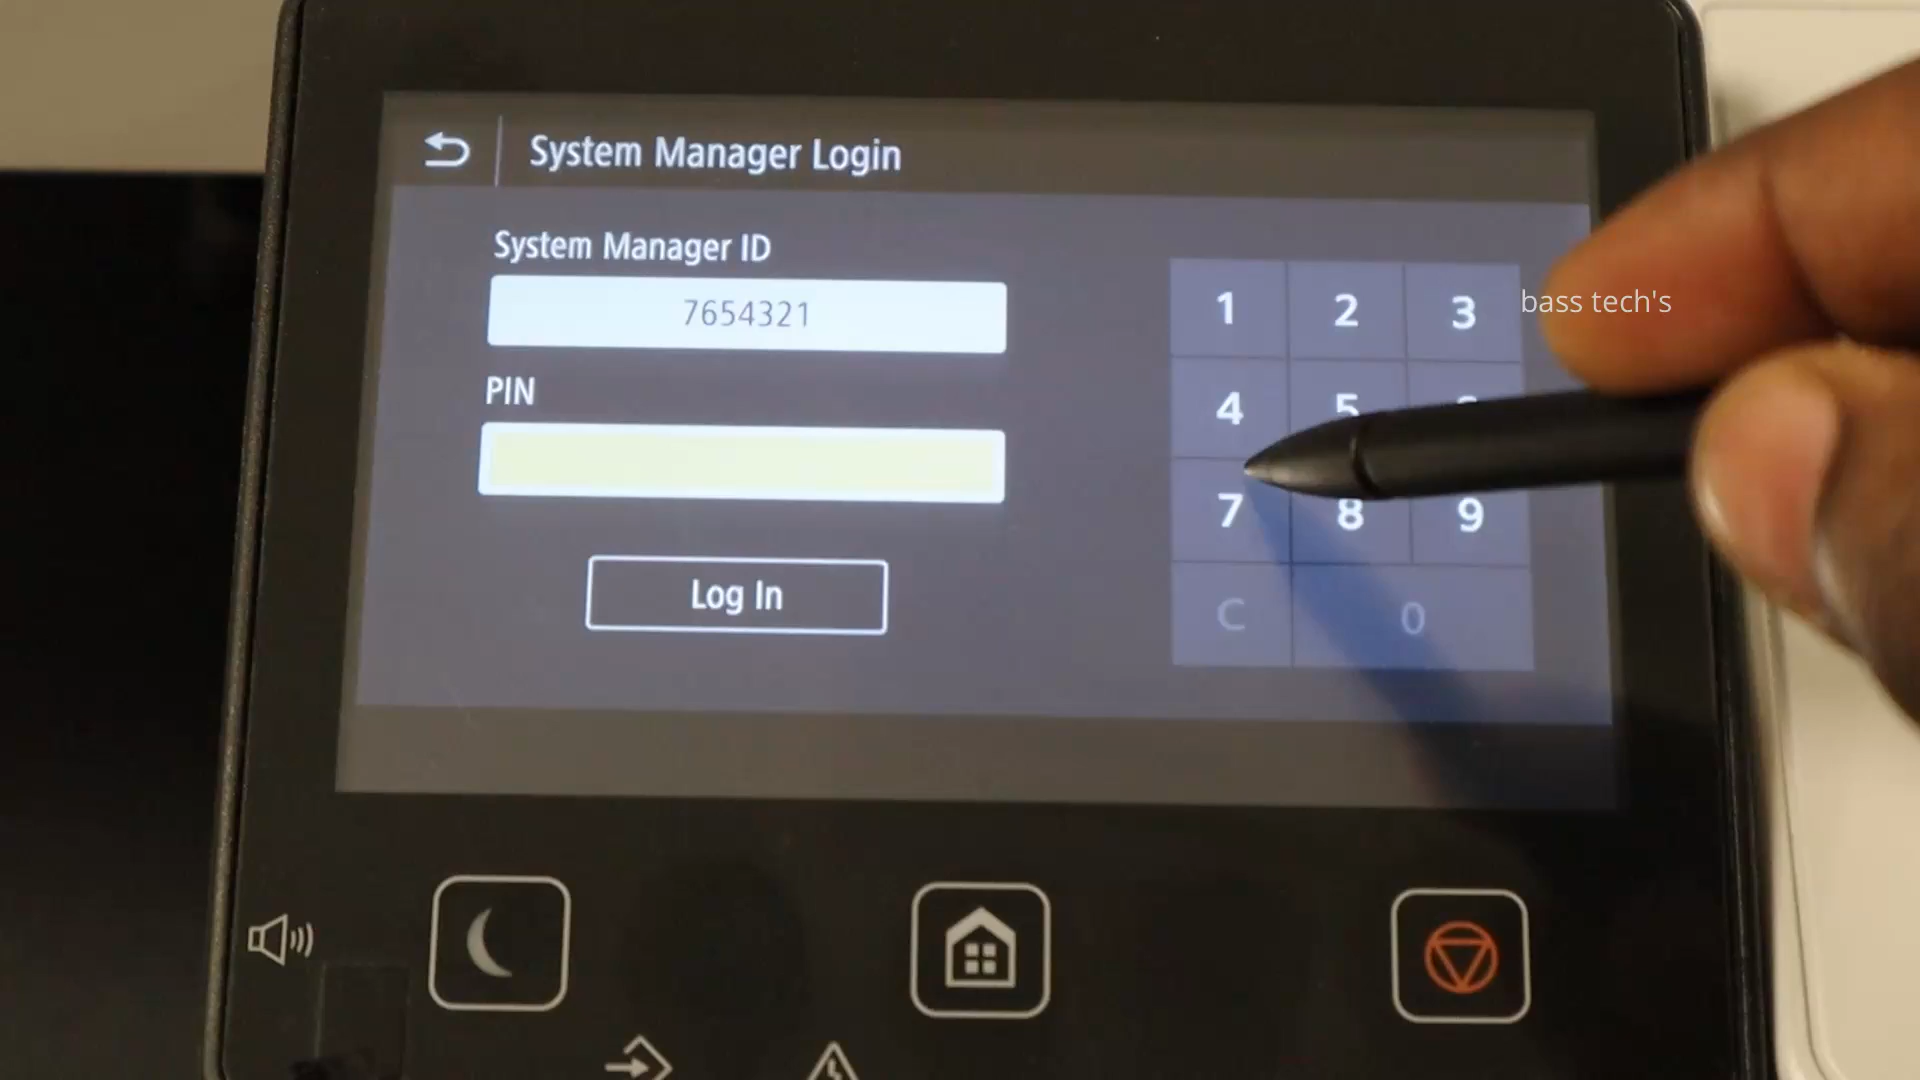 System Manager Login
System Manager ID
7654321
PIN
Log In
1 2 3
bass tech's
4 5
7 8 9
C 0